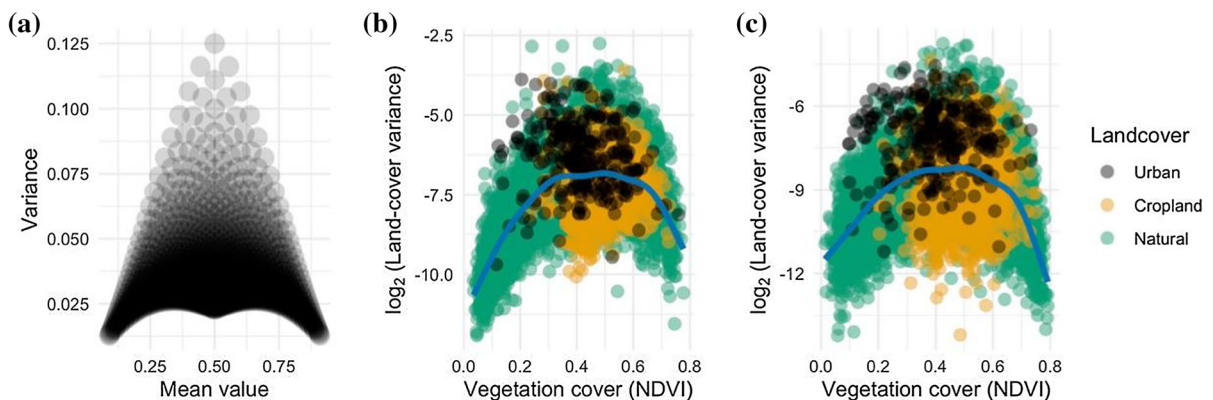 (a)
Variance
0.125
0.100
0.075
0.050
0.025
0.25
0.50
0.75
Mean value
(b)
log2 (Land-cover variance)
-2.5
-5.0
-7.5
-10.0
0.0
0.2
0.4
0.6
0.8
Vegetation cover (NDVI)
(c)
log2 (Land-cover variance)
-6
-9
-12
0.0
0.2
0.4
0.6
0.8
Vegetation cover (NDVI)
Landcover
Urban
Cropland
Natural